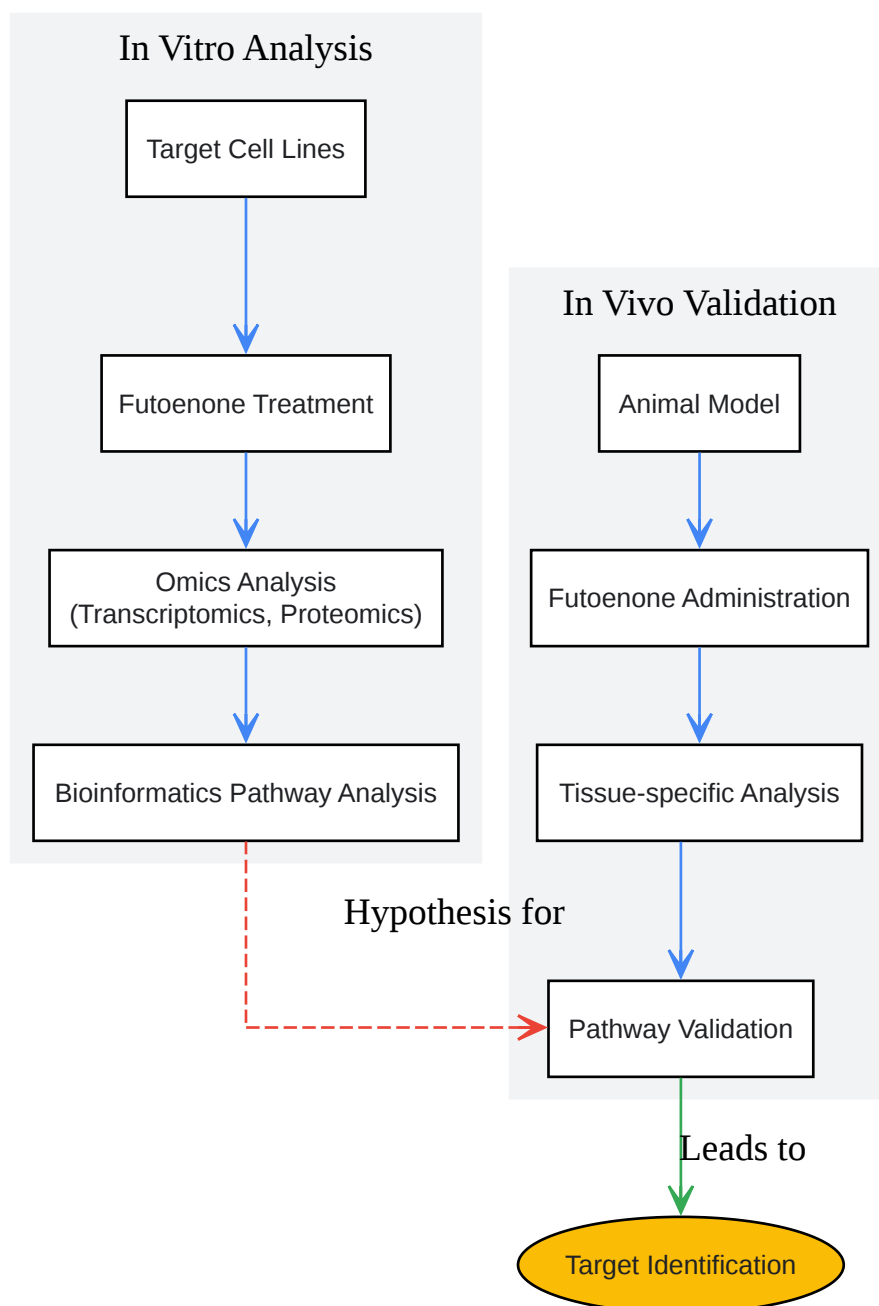 In Vitro Analysis
Target Cell Lines
Futoenone Treatment
Omics Analysis
(Transcriptomics, Proteomics)
Bioinformatics Pathway Analysis
In Vivo Validation
Animal Model
Futoenone Administration
Tissue-specific Analysis
Hypothesis for
Pathway Validation
Leads to
Target Identification